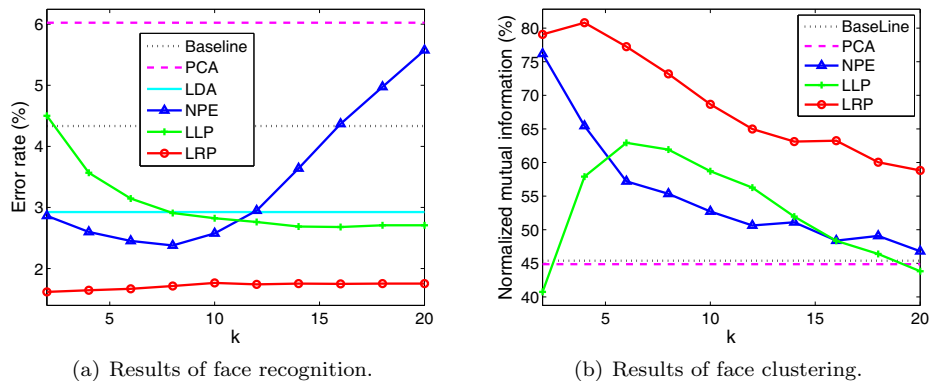 6
5
4
3
2
Error rate (%)
Baseline
PCA
LDA
NPE
LLP
LRP
5
10
15
20
k
(a) Results of face recognition.
80
75
70
65
60
55
50
45
40
Normalized mutual information (%)
BaseLine
PCA
NPE
LLP
LRP
5
10
15
20
k
(b) Results of face clustering.